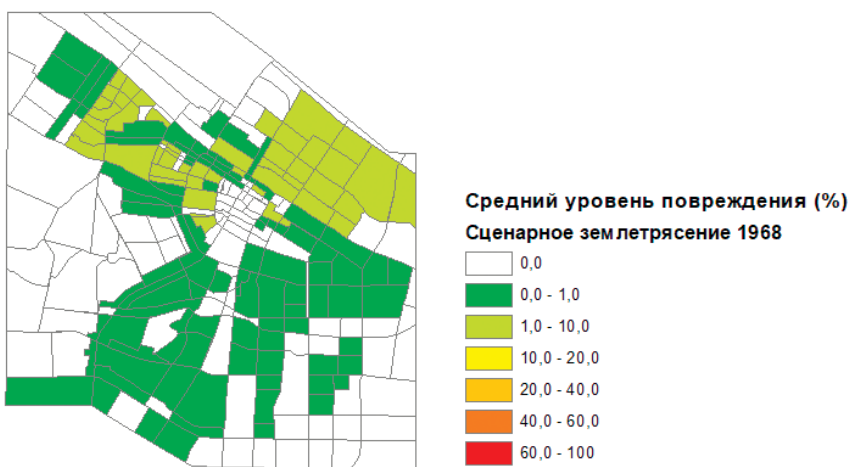 Средний уровень повреждения (%)
Сценарное землетрясение 1968
0,0
0,0 - 1,0
1,0 - 10,0
10,0 - 20,0
20,0 - 40,0
40,0 - 60,0
60,0 - 100